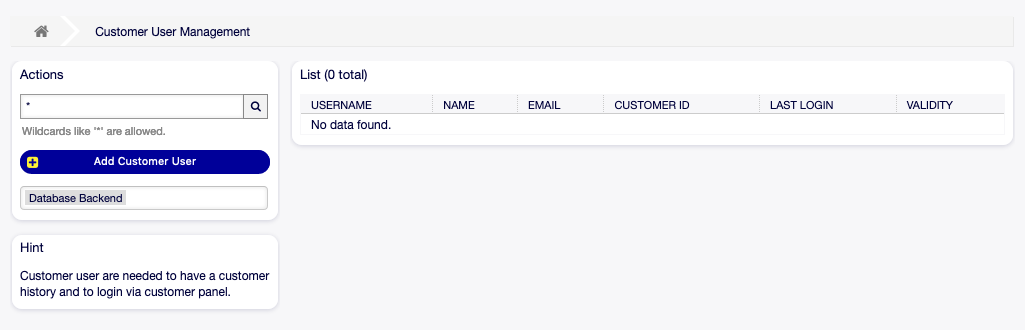 Customer User Management
Actions
*
Wildcards like '*' are allowed.
Add Customer User
Database Backend
Hint
Customer user are needed to have a customer
history and to login via customer panel.
List (0 total)
USERNAME NAME EMAIL CUSTOMER ID LAST LOGIN VALIDITY
No data found.